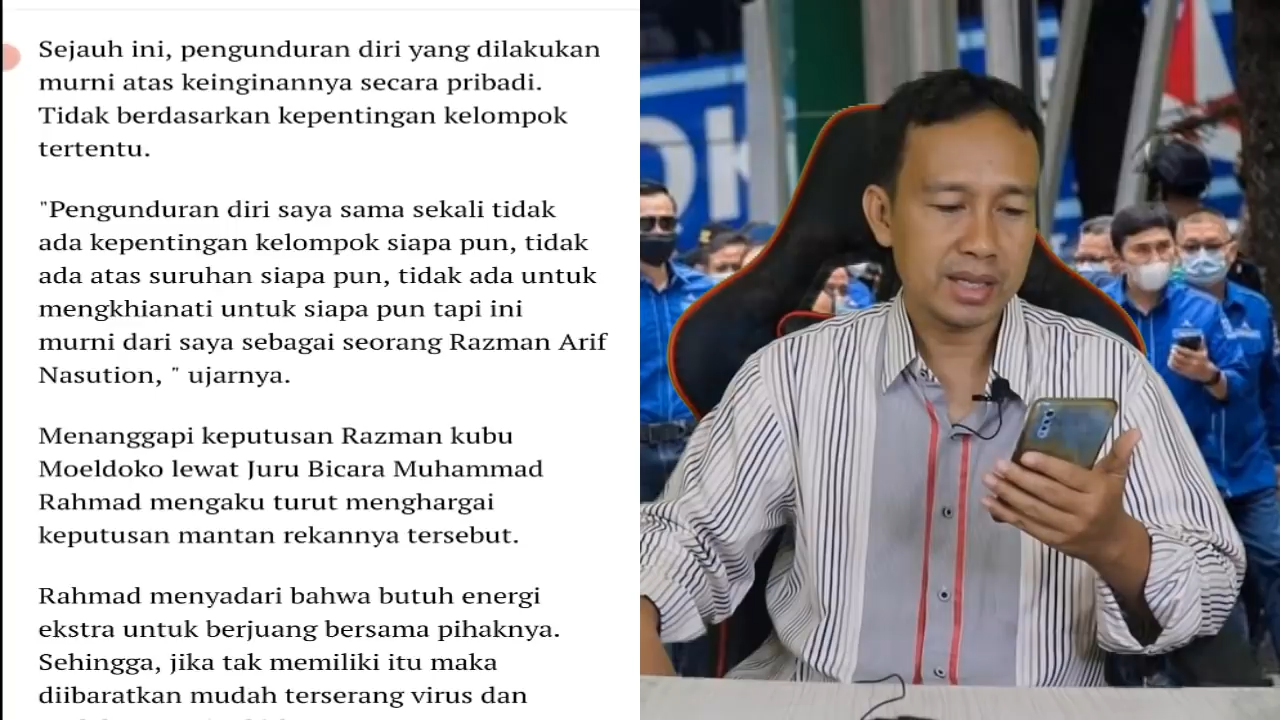 Sejauh ini, pengunduran diri yang dilakukan
murni atas keinginannya secara pribadi.
Tidak berdasarkan kepentingan kelompok
tertentu.
"Pengunduran diri saya sama sekali tidak
ada kepentingan kelompok siapa pun, tidak
ada atas suruhan siapa pun, tidak ada untuk
mengkhianati untuk siapa pun tapi ini
murni dari saya sebagai seorang Razman Arif
Nasution, " ujarnya.
Menanggapi keputusan Razman kubu
Moeldoko lewat Juru Bicara Muhammad
Rahmad mengaku turut menghargai
keputusan mantan rekannya tersebut.
Rahmad menyadari bahwa butuh energi
ekstra untuk berjuang bersama pihaknya.
Sehingga, jika tak memiliki itu maka
diibaratkan mudah terserang virus dan